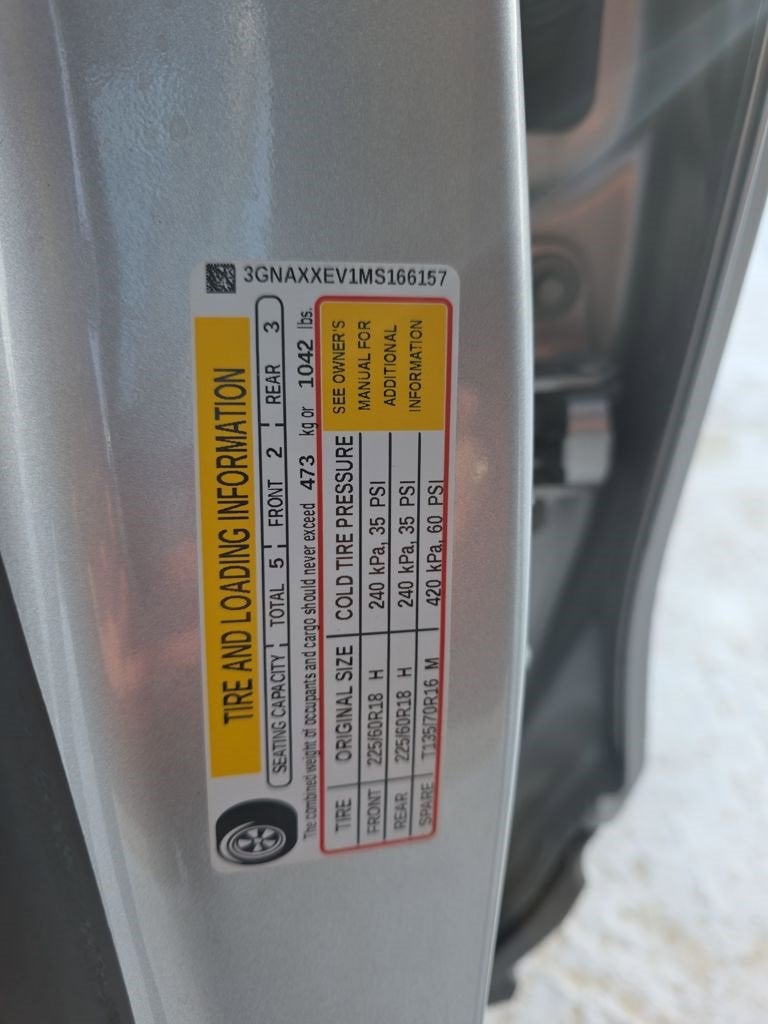 3GNAXXEV1MS166157
TIRE AND LOADING INFORMATION
SEATING CAPACITY TOTAL 5 FRONT 2 REAR 3
The combined weight of occupants and cargo should never exceed 473 kg or 1042 lbs.
TIRE ORIGINAL SIZE COLD TIRE PRESSURE
FRONT 225/60R18 H 240 kPa, 35 PSI
REAR 225/60R18 H 240 kPa, 35 PSI
SPARE T135/70R16 M 420 kPa, 60 PSI
SEE OWNER'S
MANUAL FOR
ADDITIONAL
INFORMATION